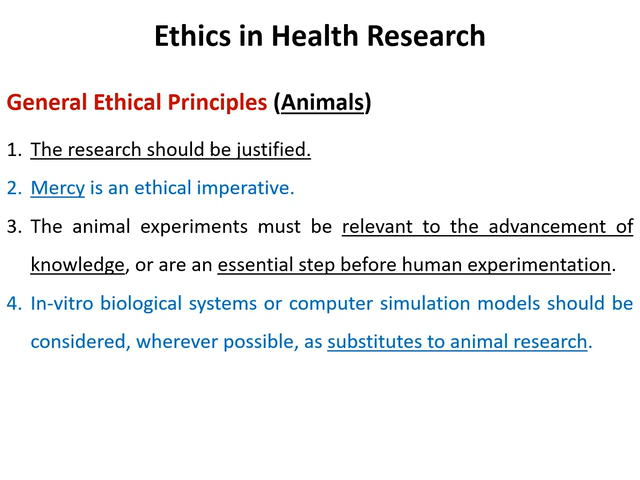 Ethics in Health Research
General Ethical Principles (Animals)
1. The research should be justified.
2. Mercy is an ethical imperative.
3. The animal experiments must be relevant to the advancement of
knowledge, or are an essential step before human experimentation.
4. In-vitro biological systems or computer simulation models should be
considered, wherever possible, as substitutes to animal research.